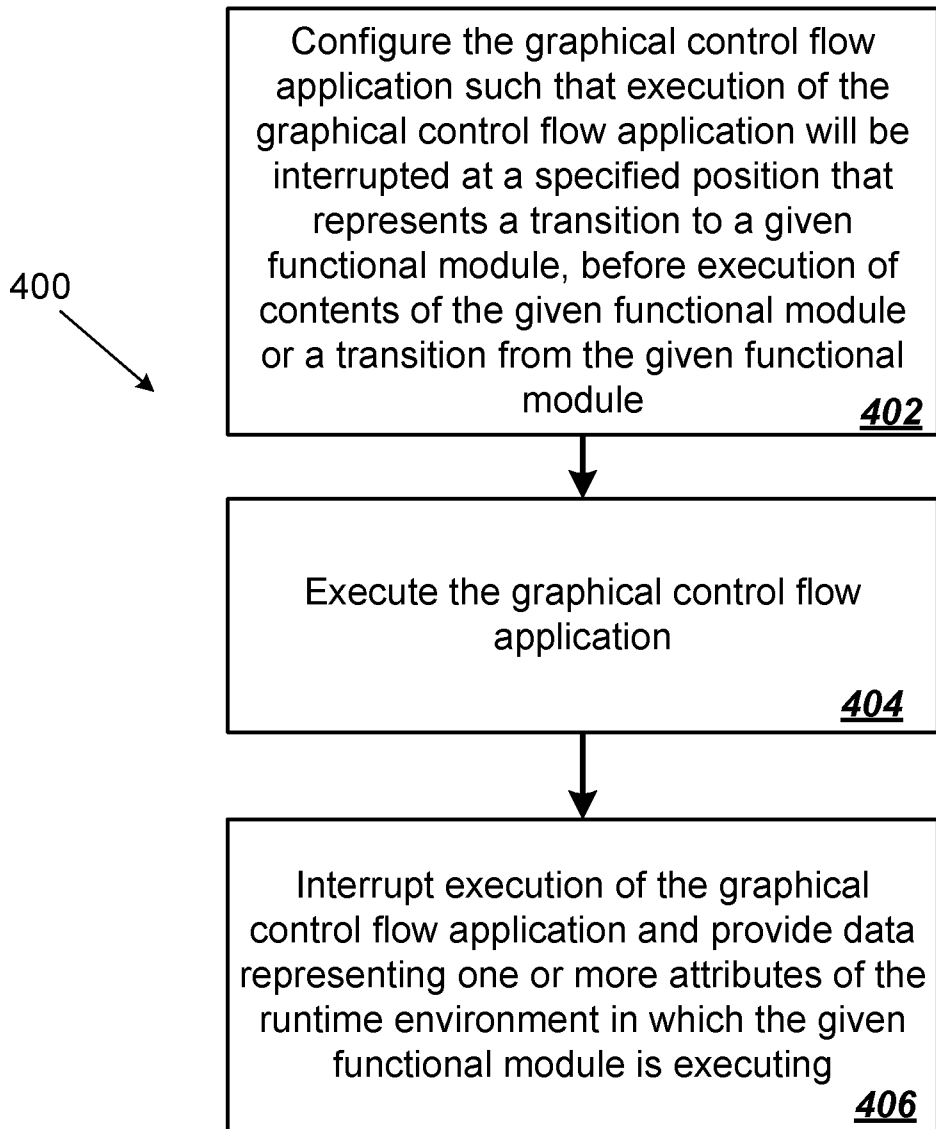 Configure the graphical control flow
application such that execution of the
graphical control flow application will be
interrupted at a specified position that
represents a transition to a given
functional module, before execution of
contents of the given functional module
or a transition from the given functional
module
402
400
Execute the graphical control flow
application
404
Interrupt execution of the graphical
control flow application and provide data
representing one or more attributes of the
runtime environment in which the given
functional module is executing
406